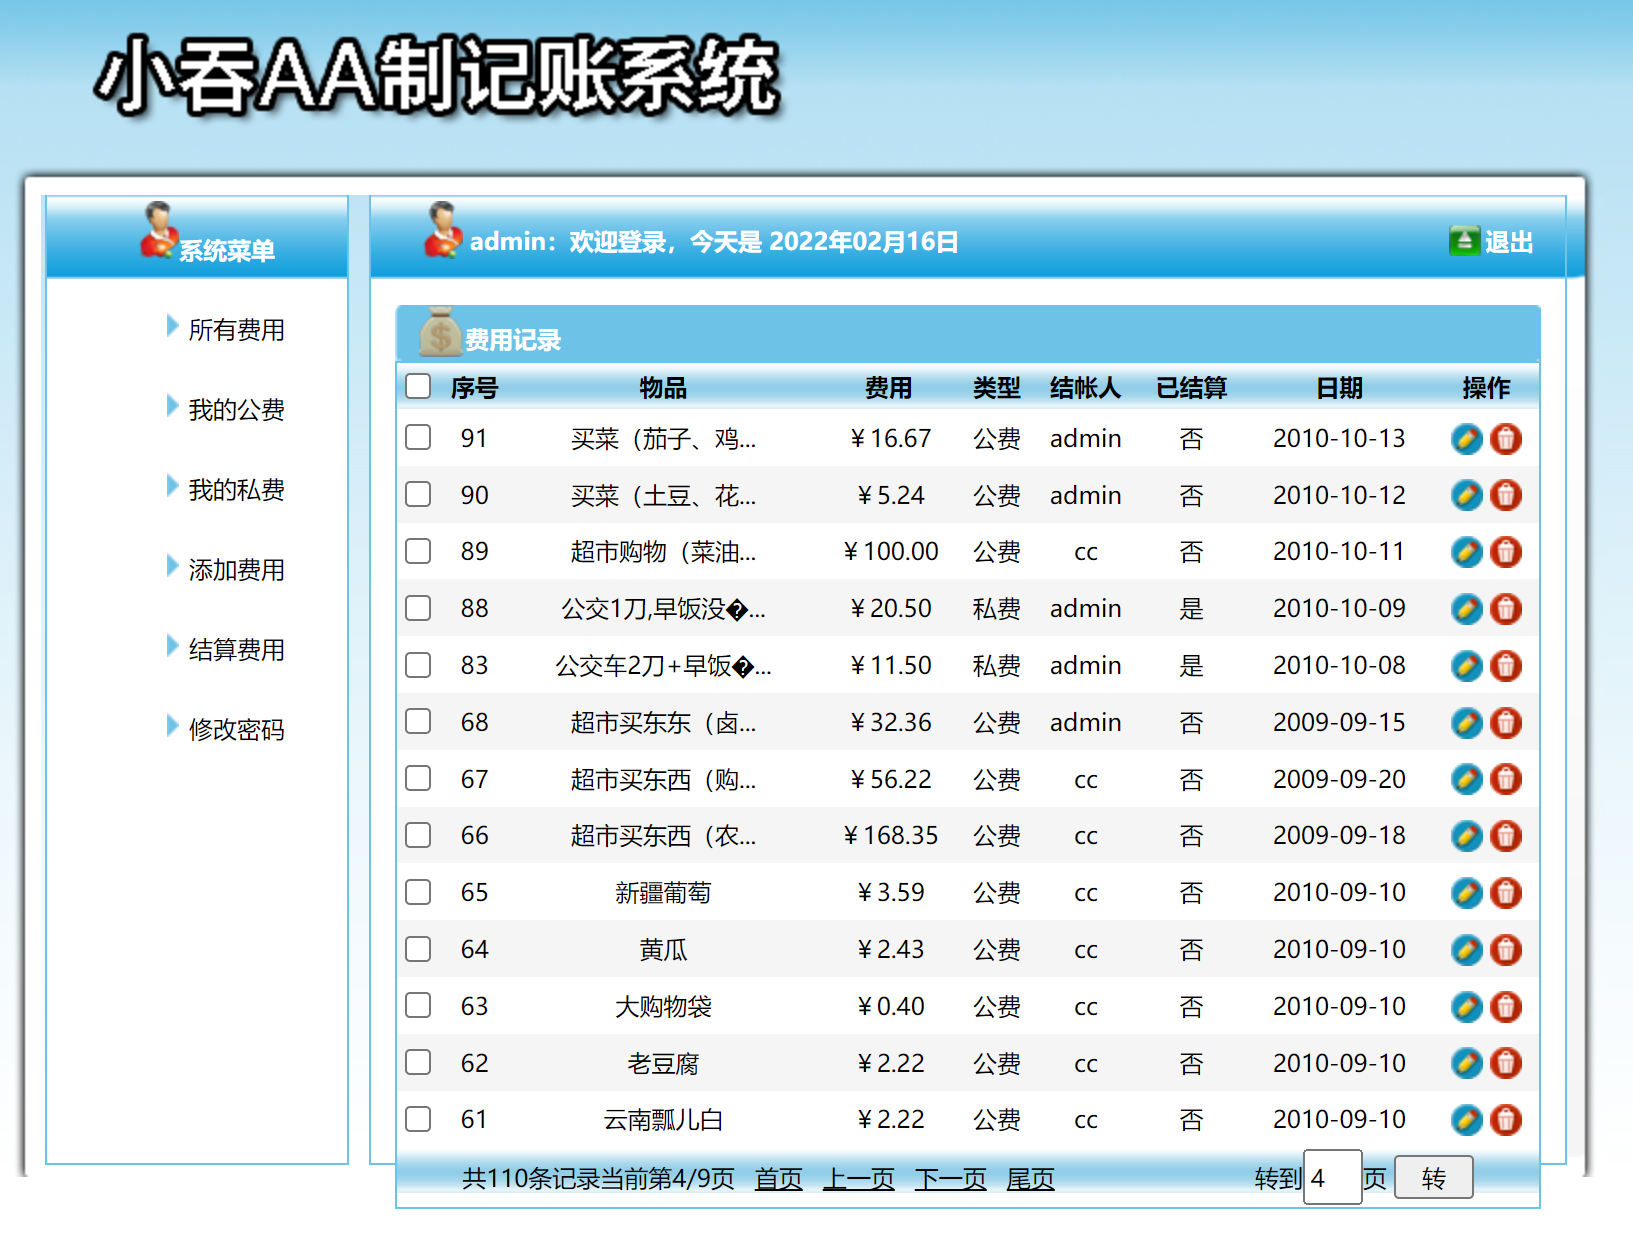 小吞AA制记账系统
系统菜单
admin：欢迎登录，今天是 2022年02月16日
退出
所有费用
我的公费
我的私费
添加费用
结算费用
修改密码
费用记录
序号 物品 费用 类型 结帐人 已结算 日期 操作
91 买菜（茄子、鸡... ￥16.67 公费 admin 否 2010-10-13
90 买菜（土豆、花... ￥5.24 公费 admin 否 2010-10-12
89 超市购物（菜油... ￥100.00 公费 cc 否 2010-10-11
88 公交1刀,早饭没�... ￥20.50 私费 admin 是 2010-10-09
83 公交车2刀+早饭�... ￥11.50 私费 admin 是 2010-10-08
68 超市买东东（卤... ￥32.36 公费 admin 否 2009-09-15
67 超市买东西（购... ￥56.22 公费 cc 否 2009-09-20
66 超市买东西（农... ￥168.35 公费 cc 否 2009-09-18
65 新疆葡萄 ￥3.59 公费 cc 否 2010-09-10
64 黄瓜 ￥2.43 公费 cc 否 2010-09-10
63 大购物袋 ￥0.40 公费 cc 否 2010-09-10
62 老豆腐 ￥2.22 公费 cc 否 2010-09-10
61 云南瓢儿白 ￥2.22 公费 cc 否 2010-09-10
共110条记录当前第4/9页 首页 上一页 下一页 尾页 转到 4 页 转